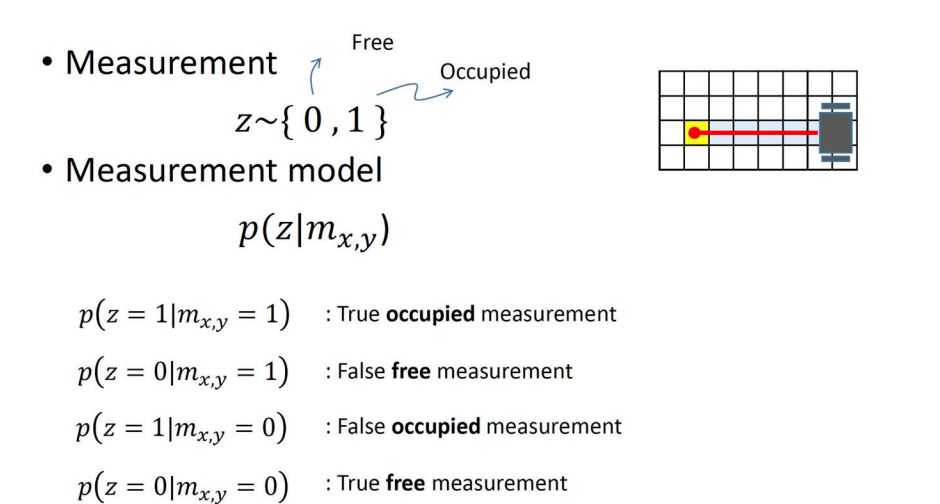 • Measurement
Free
Occupied
z~{ 0 , 1 }
• Measurement model
p(z|m_{x,y})
p(z = 1|m_{x,y} = 1) : True occupied measurement
p(z = 0|m_{x,y} = 1) : False free measurement
p(z = 1|m_{x,y} = 0) : False occupied measurement
p(z = 0|m_{x,y} = 0) : True free measurement